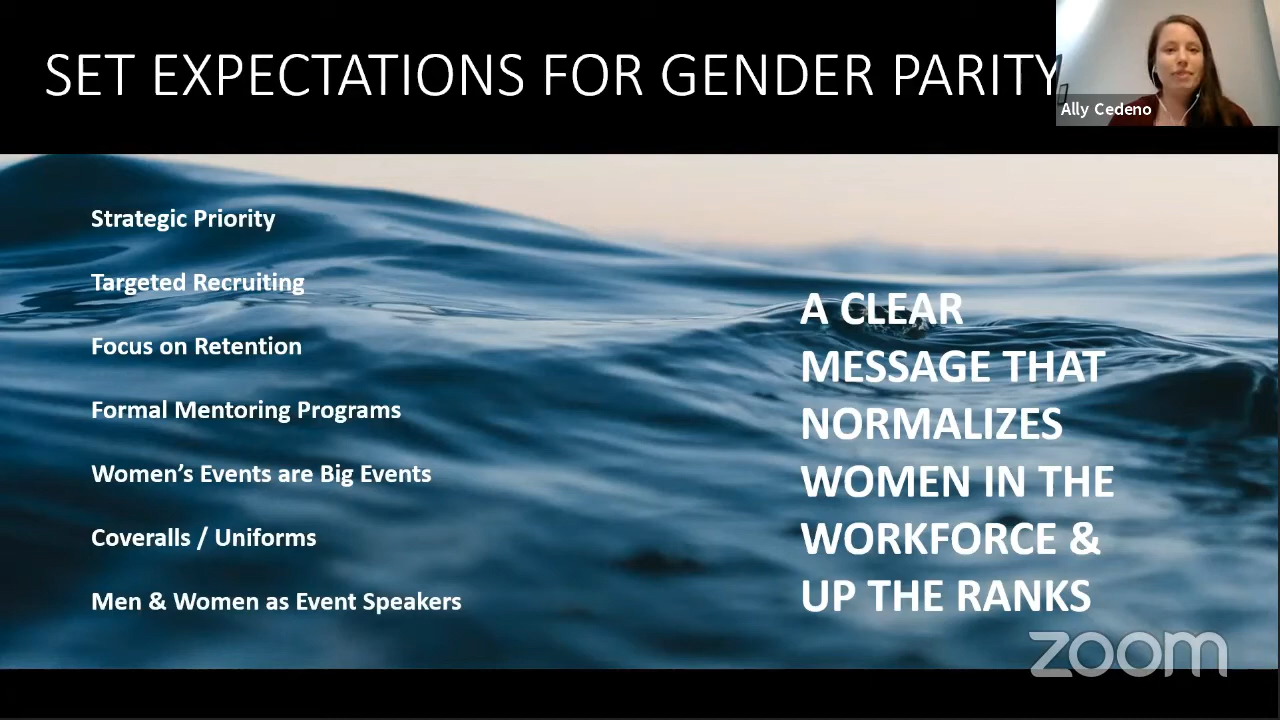 SET EXPECTATIONS FOR GENDER PARITY
Ally Cedeno
Strategic Priority
Targeted Recruiting
Focus on Retention
Formal Mentoring Programs
Women’s Events are Big Events
Coveralls / Uniforms
Men & Women as Event Speakers
A CLEAR
MESSAGE THAT
NORMALIZES
WOMEN IN THE
WORKFORCE &
UP THE RANKS
zoom